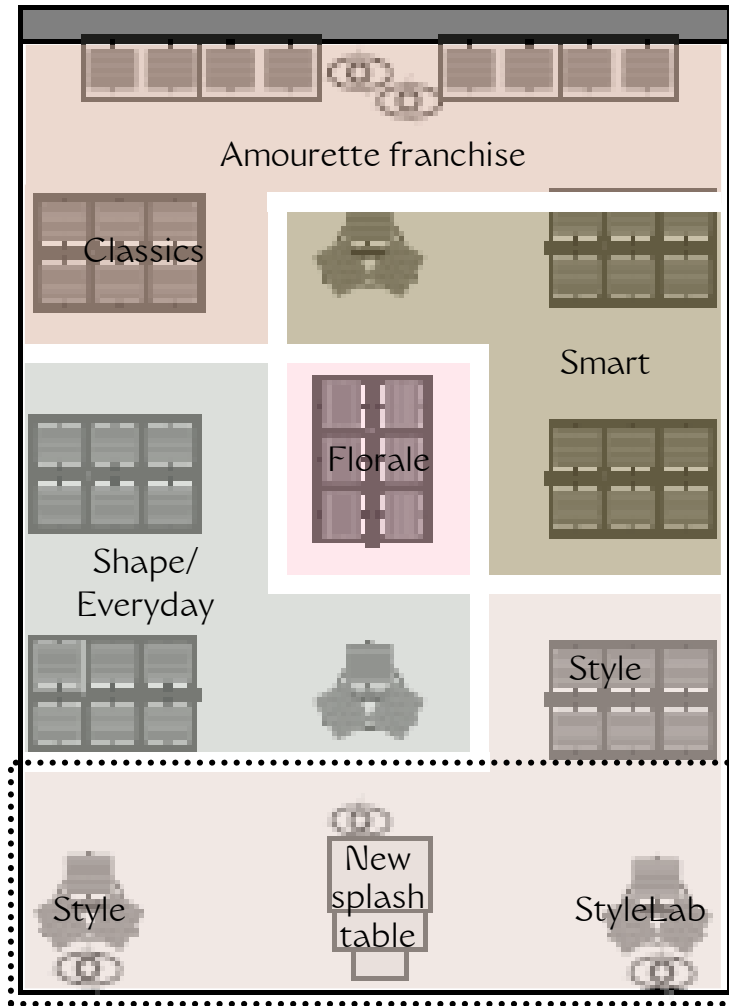 Amourette franchise
Classics
Smart
Florale
Shape/
Everyday
Style
New
splash
table
Style
StyleLab